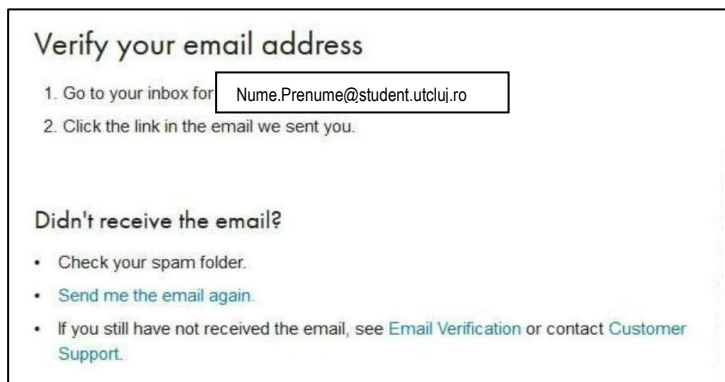 Verify your email address
1. Go to your inbox for Nume.Prenume@student.utcluj.ro
2. Click the link in the email we sent you.
Didn't receive the email?
• Check your spam folder.
• Send me the email again.
• If you still have not received the email, see Email Verification or contact Customer
Support.